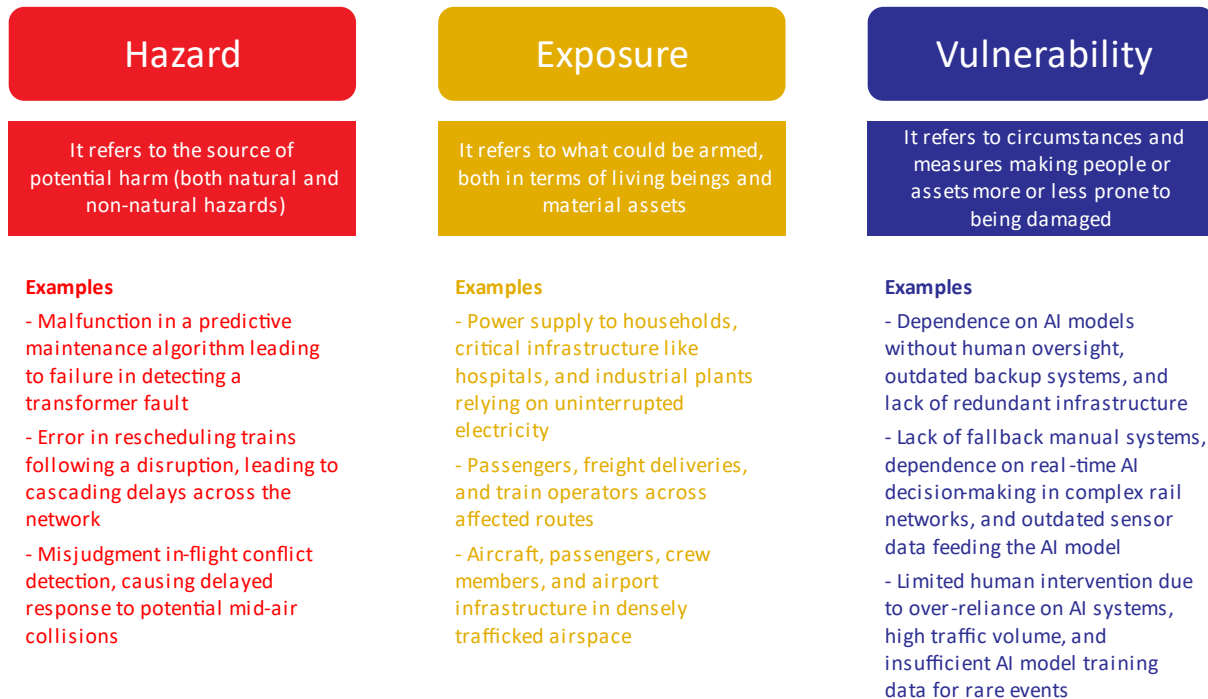 Hazard
It refers to the source of
potential harm (both natural and
non-natural hazards)
Examples
- Malfunction in a predictive
maintenance algorithm leading
to failure in detecting a
transformer fault
- Error in rescheduling trains
following a disruption, leading to
cascading delays across the
network
- Misjudgment in-flight conflict
detection, causing delayed
response to potential mid-air
collisions
Exposure
It refers to what could be armed,
both in terms of living beings and
material assets
Examples
- Power supply to households,
critical infrastructure like
hospitals, and industrial plants
relying on uninterrupted
electricity
- Passengers, freight deliveries,
and train operators across
affected routes
- Aircraft, passengers, crew
members, and airport
infrastructure in densely
trafficked airspace
Vulnerability
It refers to circumstances and
measures making people or
assets more or less prone to
being damaged
Examples
- Dependence on AI models
without human oversight,
outdated backup systems, and
lack of redundant infrastructure
- Lack of fallback manual systems,
dependence on real-time AI
decision-making in complex rail
networks, and outdated sensor
data feeding the AI model
- Limited human intervention due
to over-reliance on AI systems,
high traffic volume, and
insufficient AI model training
data for rare events